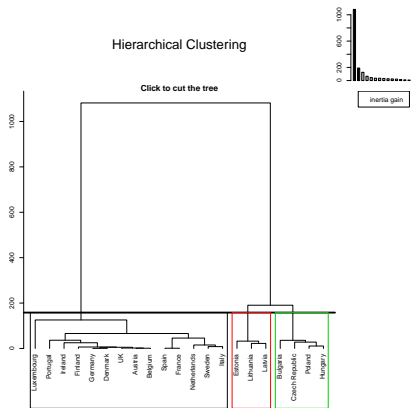 Hierarchical Clustering
Click to cut the tree
0 200 400 600 800 1000
0 200 600 1000
inertia gain
Luxembourg
Portugal
Ireland
Finland
Germany
Denmark
UK
Austria
Belgium
Spain
France
Netherlands
Sweden
Italy
Estonia
Lithuania
Latvia
Bulgaria
Czech Republic
Poland
Hungary